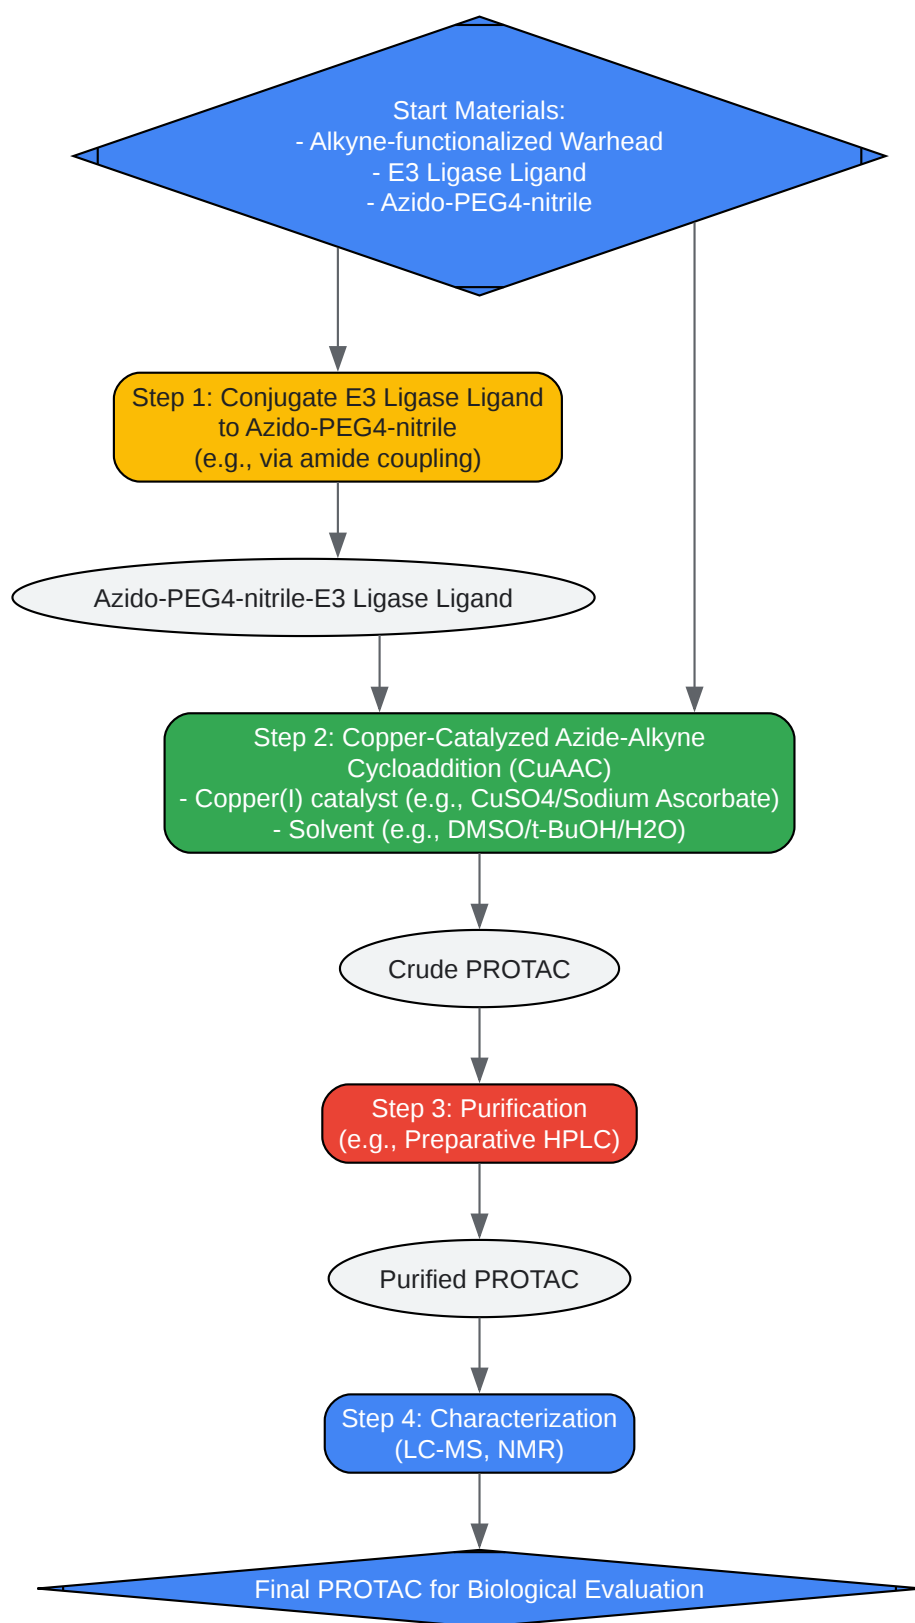 Start Materials:
- Alkyne-functionalized Warhead
- E3 Ligase Ligand
- Azido-PEG4-nitrile
Step 1: Conjugate E3 Ligase Ligand
to Azido-PEG4-nitrile
(e.g., via amide coupling)
Azido-PEG4-nitrile-E3 Ligase Ligand
Step 2: Copper-Catalyzed Azide-Alkyne
Cycloaddition (CuAAC)
- Copper(I) catalyst (e.g., CuSO4/Sodium Ascorbate)
- Solvent (e.g., DMSO/t-BuOH/H2O)
Crude PROTAC
Step 3: Purification
(e.g., Preparative HPLC)
Purified PROTAC
Step 4: Characterization
(LC-MS, NMR)
Final PROTAC for Biological Evaluation